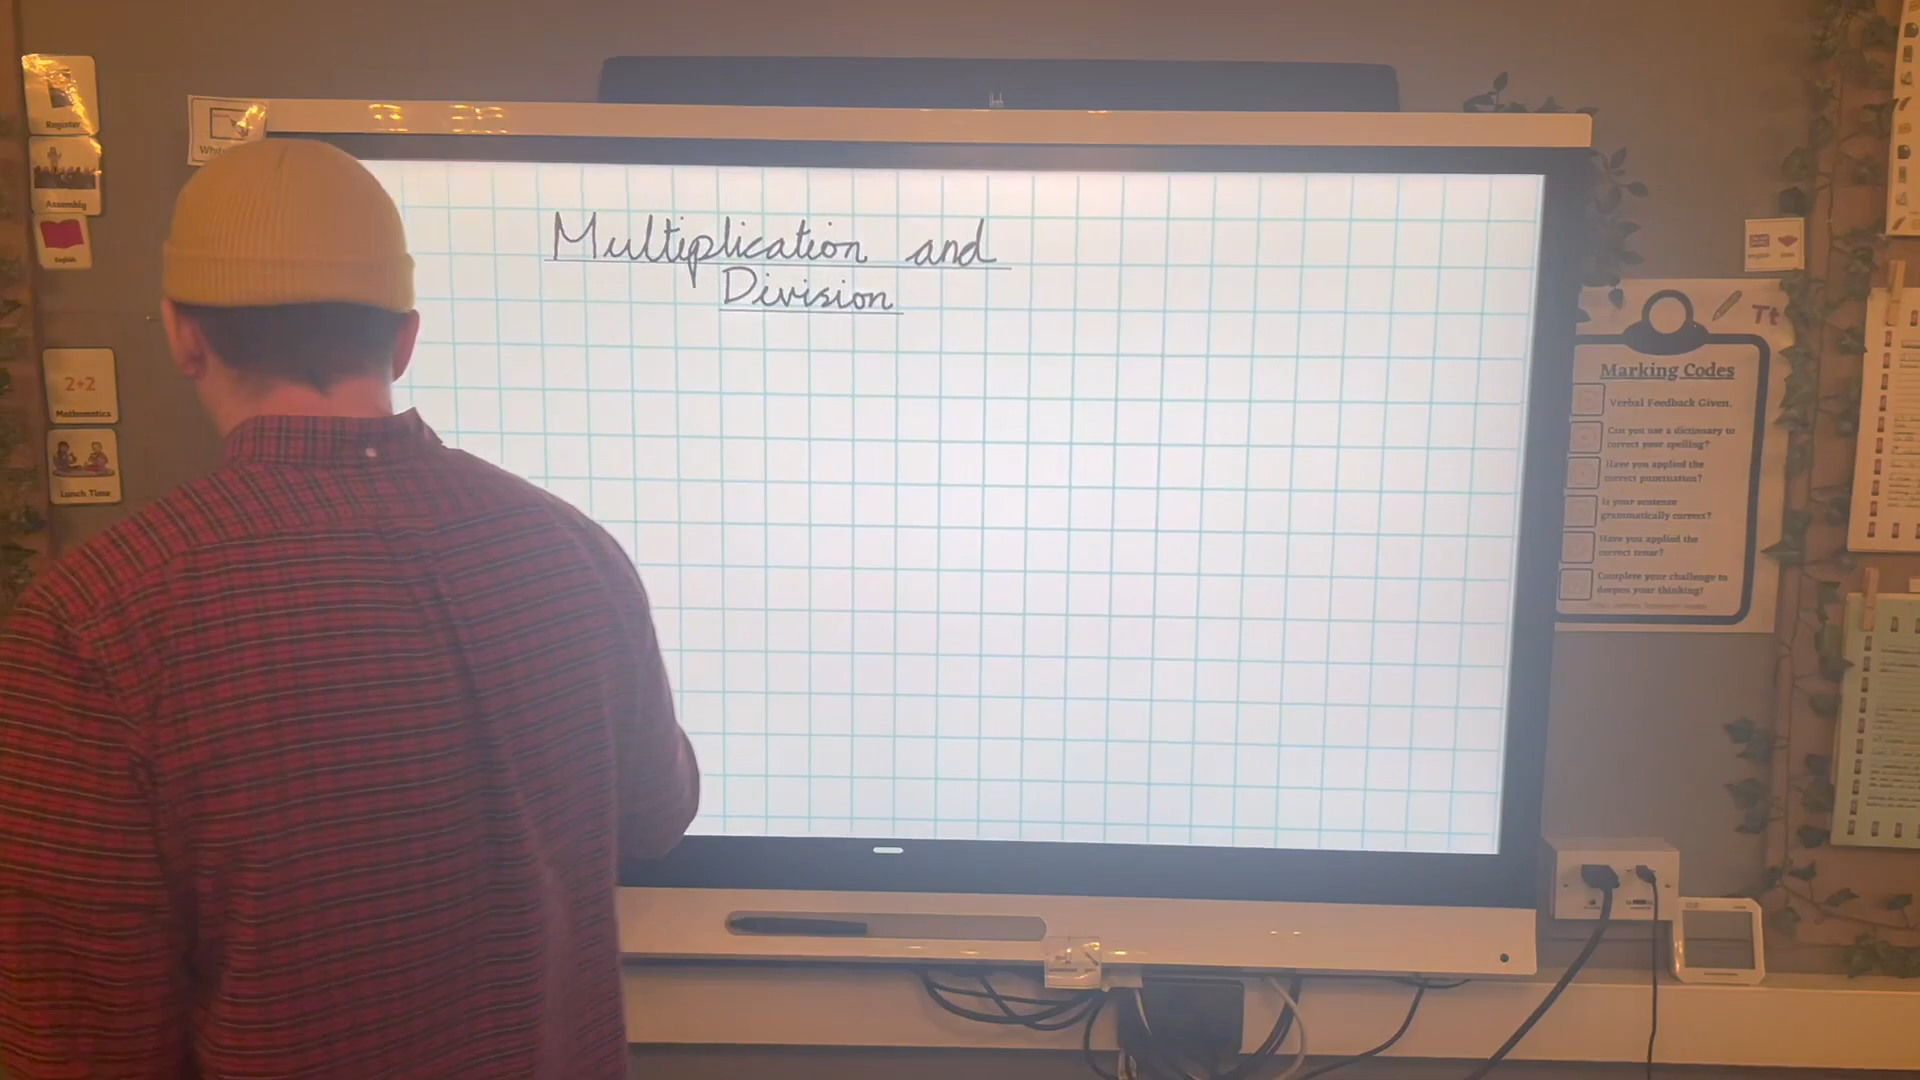 Register
Assembly
English
2+2
Mathematics
Lunch Time
Multiplication and
Division
Tt
Marking Codes
Verbal Feedback Given.
Can you use a dictionary to
correct your spelling?
Have you applied the
correct punctuation?
Is your sentence
grammatically correct?
Have you applied the
correct tense?
Complete your challenge to
deepen your thinking!